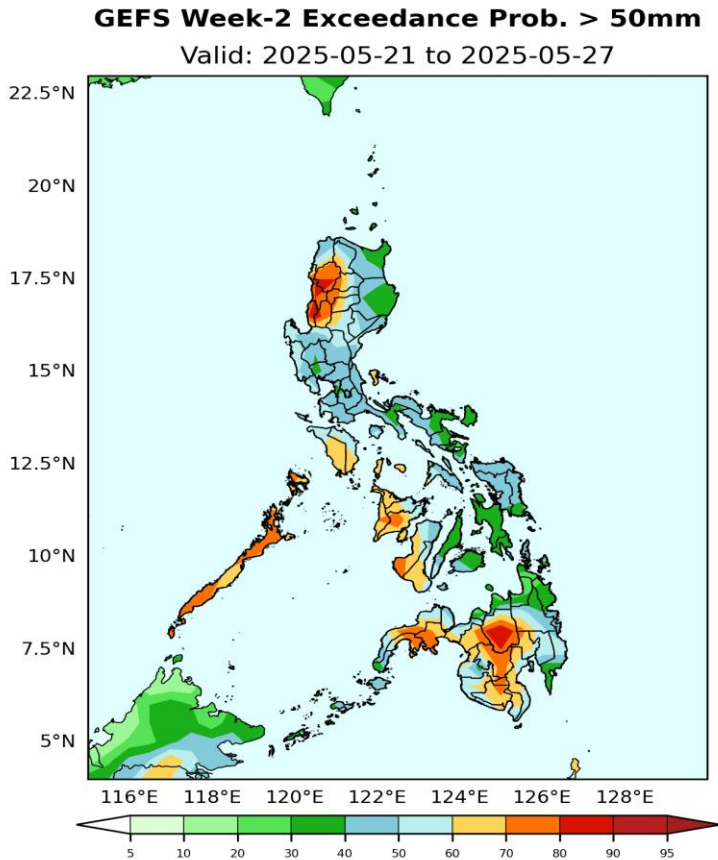 GEFS Week-2 Exceedance Prob. > 50mm
Valid: 2025-05-21 to 2025-05-27
22.5°N
20°N
17.5°N
15°N
12.5°N
10°N
7.5°N
5°N
116°E 118°E 120°E 122°E 124°E 126°E 128°E
5 10 20 30 40 50 60 70 80 90 95